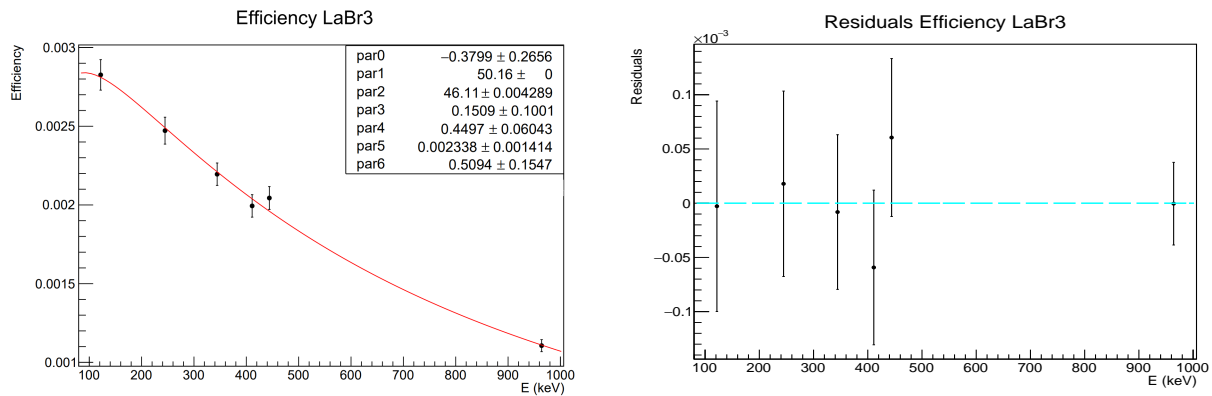 Efficiency LaBr3
Efficiency
0.003
0.0025
0.002
0.0015
0.001
par0 −0.3799 ± 0.2656
par1 50.16 ± 0
par2 46.11 ± 0.004289
par3 0.1509 ± 0.1001
par4 0.4497 ± 0.06043
par5 0.002338 ± 0.001414
par6 0.5094 ± 0.1547
100 200 300 400 500 600 700 800 900 1000
E (keV)
Residuals Efficiency LaBr3
×10⁻³
Residuals
0.1
0.05
0
−0.05
−0.1
100 200 300 400 500 600 700 800 900 1000
E (keV)